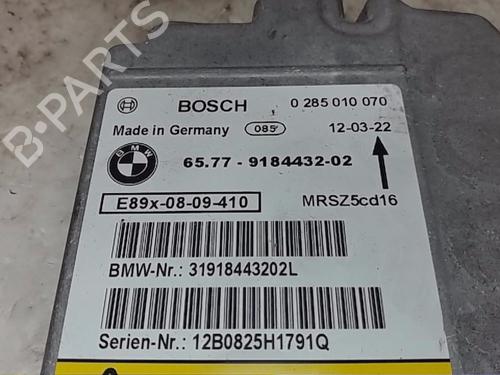 B-PARTS
BOSCH 0 285 010 070
Made in Germany 085 12-03-22
BMW
65.77 - 9184432-02
E89x-08-09-410 MRSZ5cd16
BMW-Nr.: 31918443202L
Serien-Nr.: 12B0825H1791Q